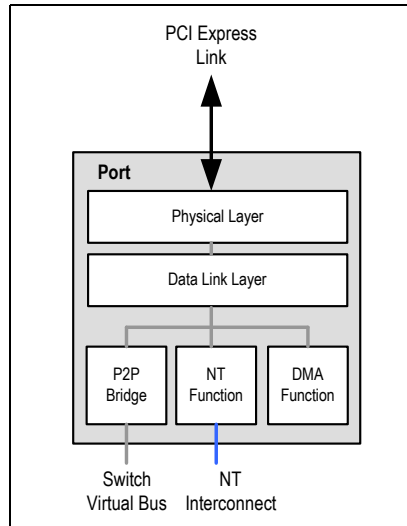 PCI Express
Link
Port
Physical Layer
Data Link Layer
P2P
Bridge
NT
Function
DMA
Function
Switch
Virtual Bus
NT
Interconnect